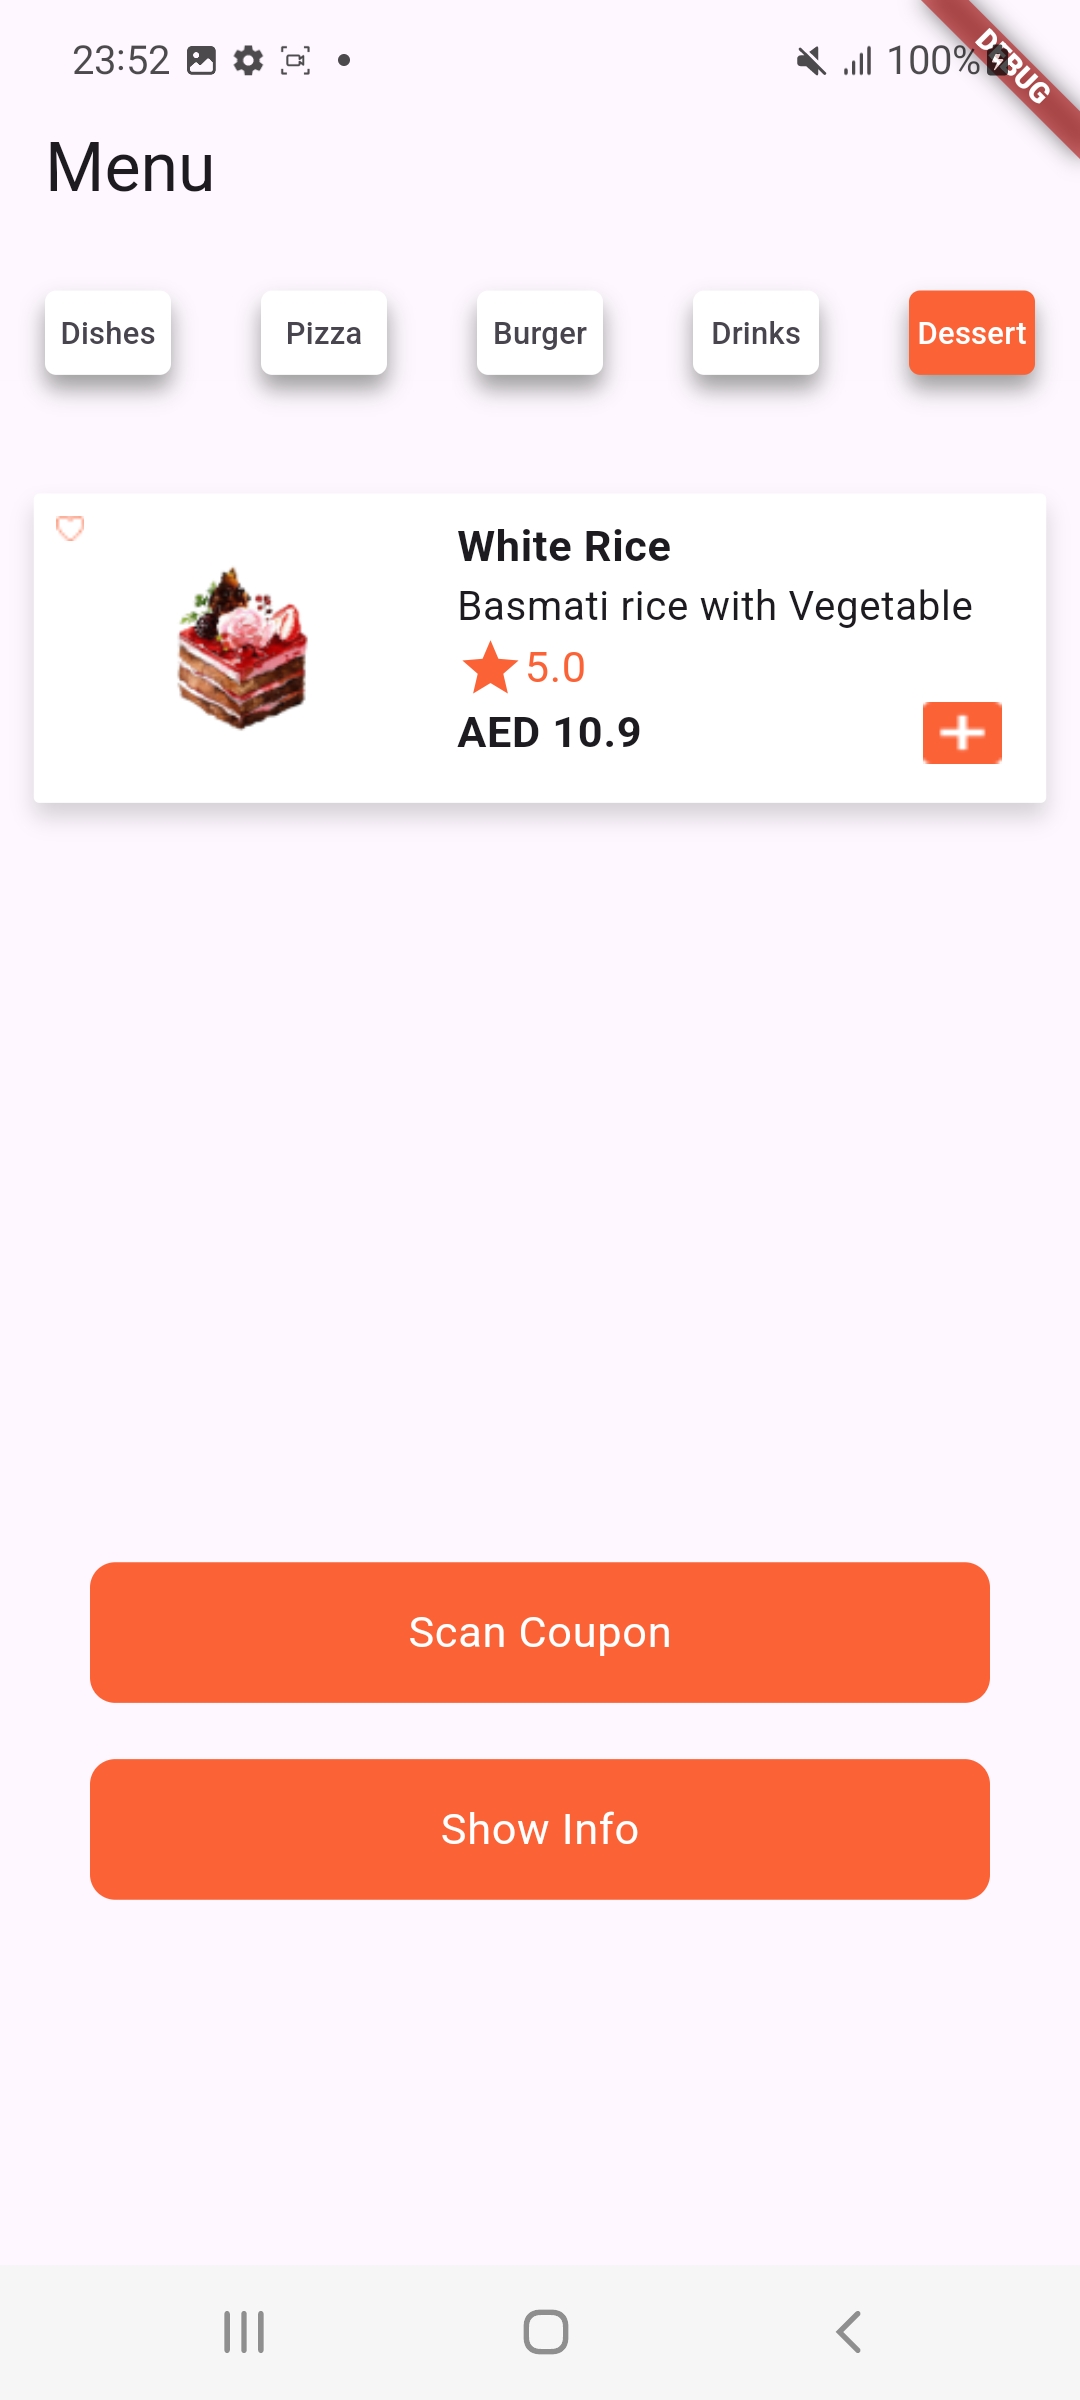 23:52 100%
DEBUG
Menu
Dishes Pizza Burger Drinks Dessert
White Rice
Basmati rice with Vegetable
5.0
AED 10.9
Scan Coupon
Show Info